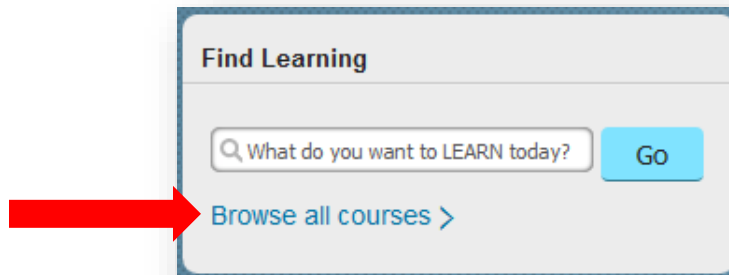 Find Learning
What do you want to LEARN today?
Go
Browse all courses >